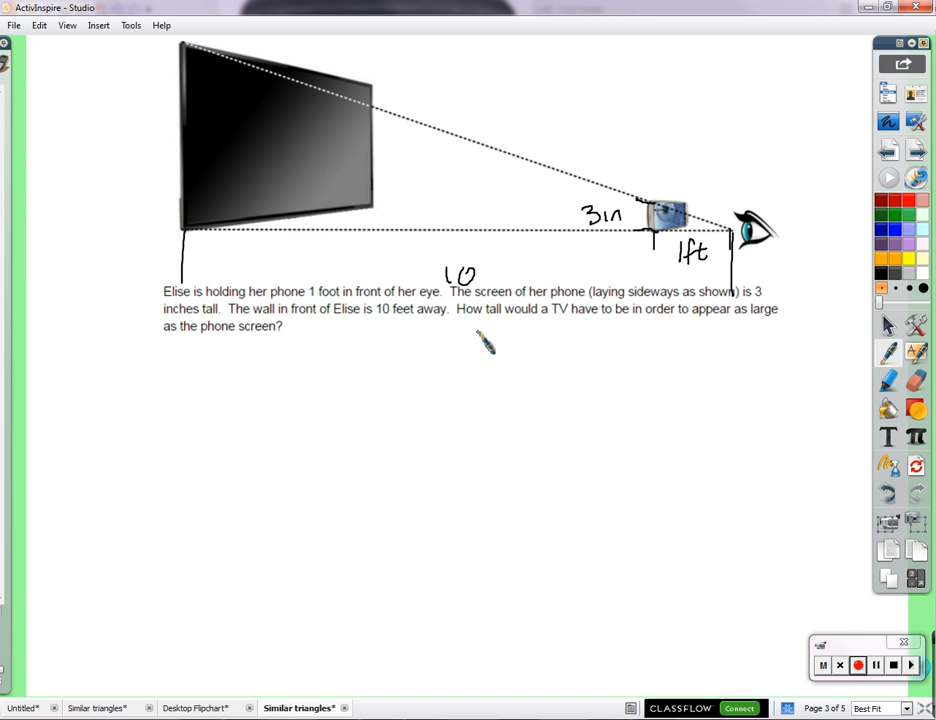 ActivInspire - Studio
File Edit View Insert Tools Help
3in
1ft
10
Elise is holding her phone 1 foot in front of her eye. The screen of her phone (laying sideways as shown) is 3
inches tall. The wall in front of Elise is 10 feet away. How tall would a TV have to be in order to appear as large
as the phone screen?
T π
M
Untitled* Similar triangles* Desktop Flipchart* Similar triangles* CLASSFLOW Connect Page 3 of 5 Best Fit